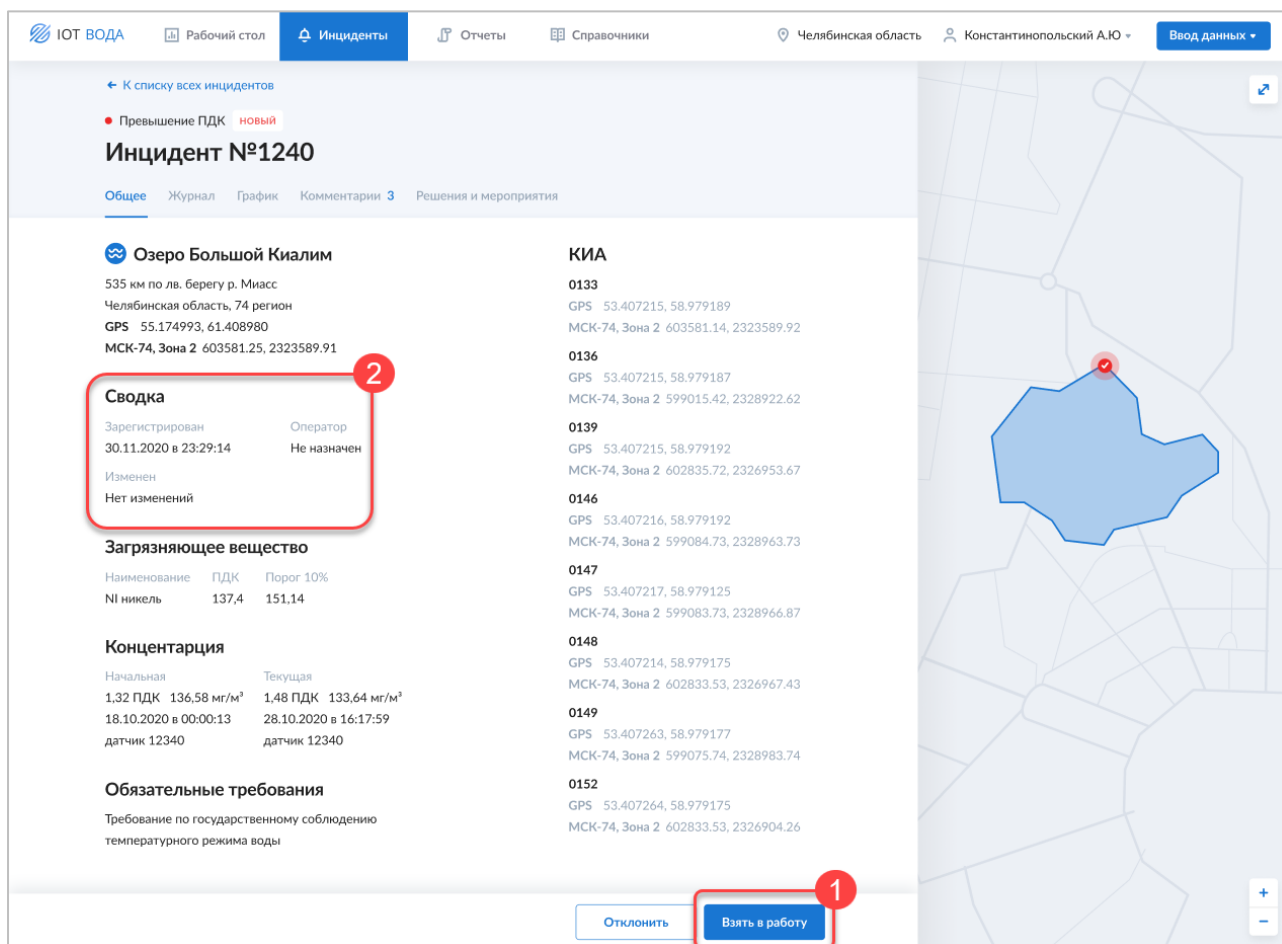 IOT ВОДА Рабочий стол Инциденты Отчеты Справочники Челябинская область Константинопольский А.Ю Ввод данных
К списку всех инцидентов
Превышение ПДК новый
Инцидент №1240
Общее Журнал График Комментарии 3 Решения и мероприятия
Озеро Большой Киалим
535 км по лв. берегу р. Миасс
Челябинская область, 74 регион
GPS 55.174993, 61.408980
МСК-74, Зона 2 603581.25, 2323589.91
2
Сводка
Зарегистрирован Оператор
30.11.2020 в 23:29:14 Не назначен
Изменен
Нет изменений
Загрязняющее вещество
Наименование ПДК Порог 10%
NI никель 137,4 151,14
Концентарция
Начальная Текущая
1,32 ПДК 136,58 мг/м³ 1,48 ПДК 133,64 мг/м³
18.10.2020 в 00:00:13 28.10.2020 в 16:17:59
датчик 12340 датчик 12340
Обязательные требования
Требование по государственному соблюдению
температурного режима воды
КИА
0133
GPS 53.407215, 58.979189
МСК-74, Зона 2 603581.14, 2323589.92
0136
GPS 53.407215, 58.979187
МСК-74, Зона 2 599015.42, 2328922.62
0139
GPS 53.407215, 58.979192
МСК-74, Зона 2 602835.72, 2326953.67
0146
GPS 53.407216, 58.979192
МСК-74, Зона 2 599084.73, 2328963.73
0147
GPS 53.407217, 58.979125
МСК-74, Зона 2 599083.73, 2328966.87
0148
GPS 53.407214, 58.979175
МСК-74, Зона 2 602833.53, 2326967.43
0149
GPS 53.407263, 58.979177
МСК-74, Зона 2 599075.74, 2328983.74
0152
GPS 53.407264, 58.979175
МСК-74, Зона 2 602833.53, 2326904.26
1
Отклонить Взять в работу
+
−